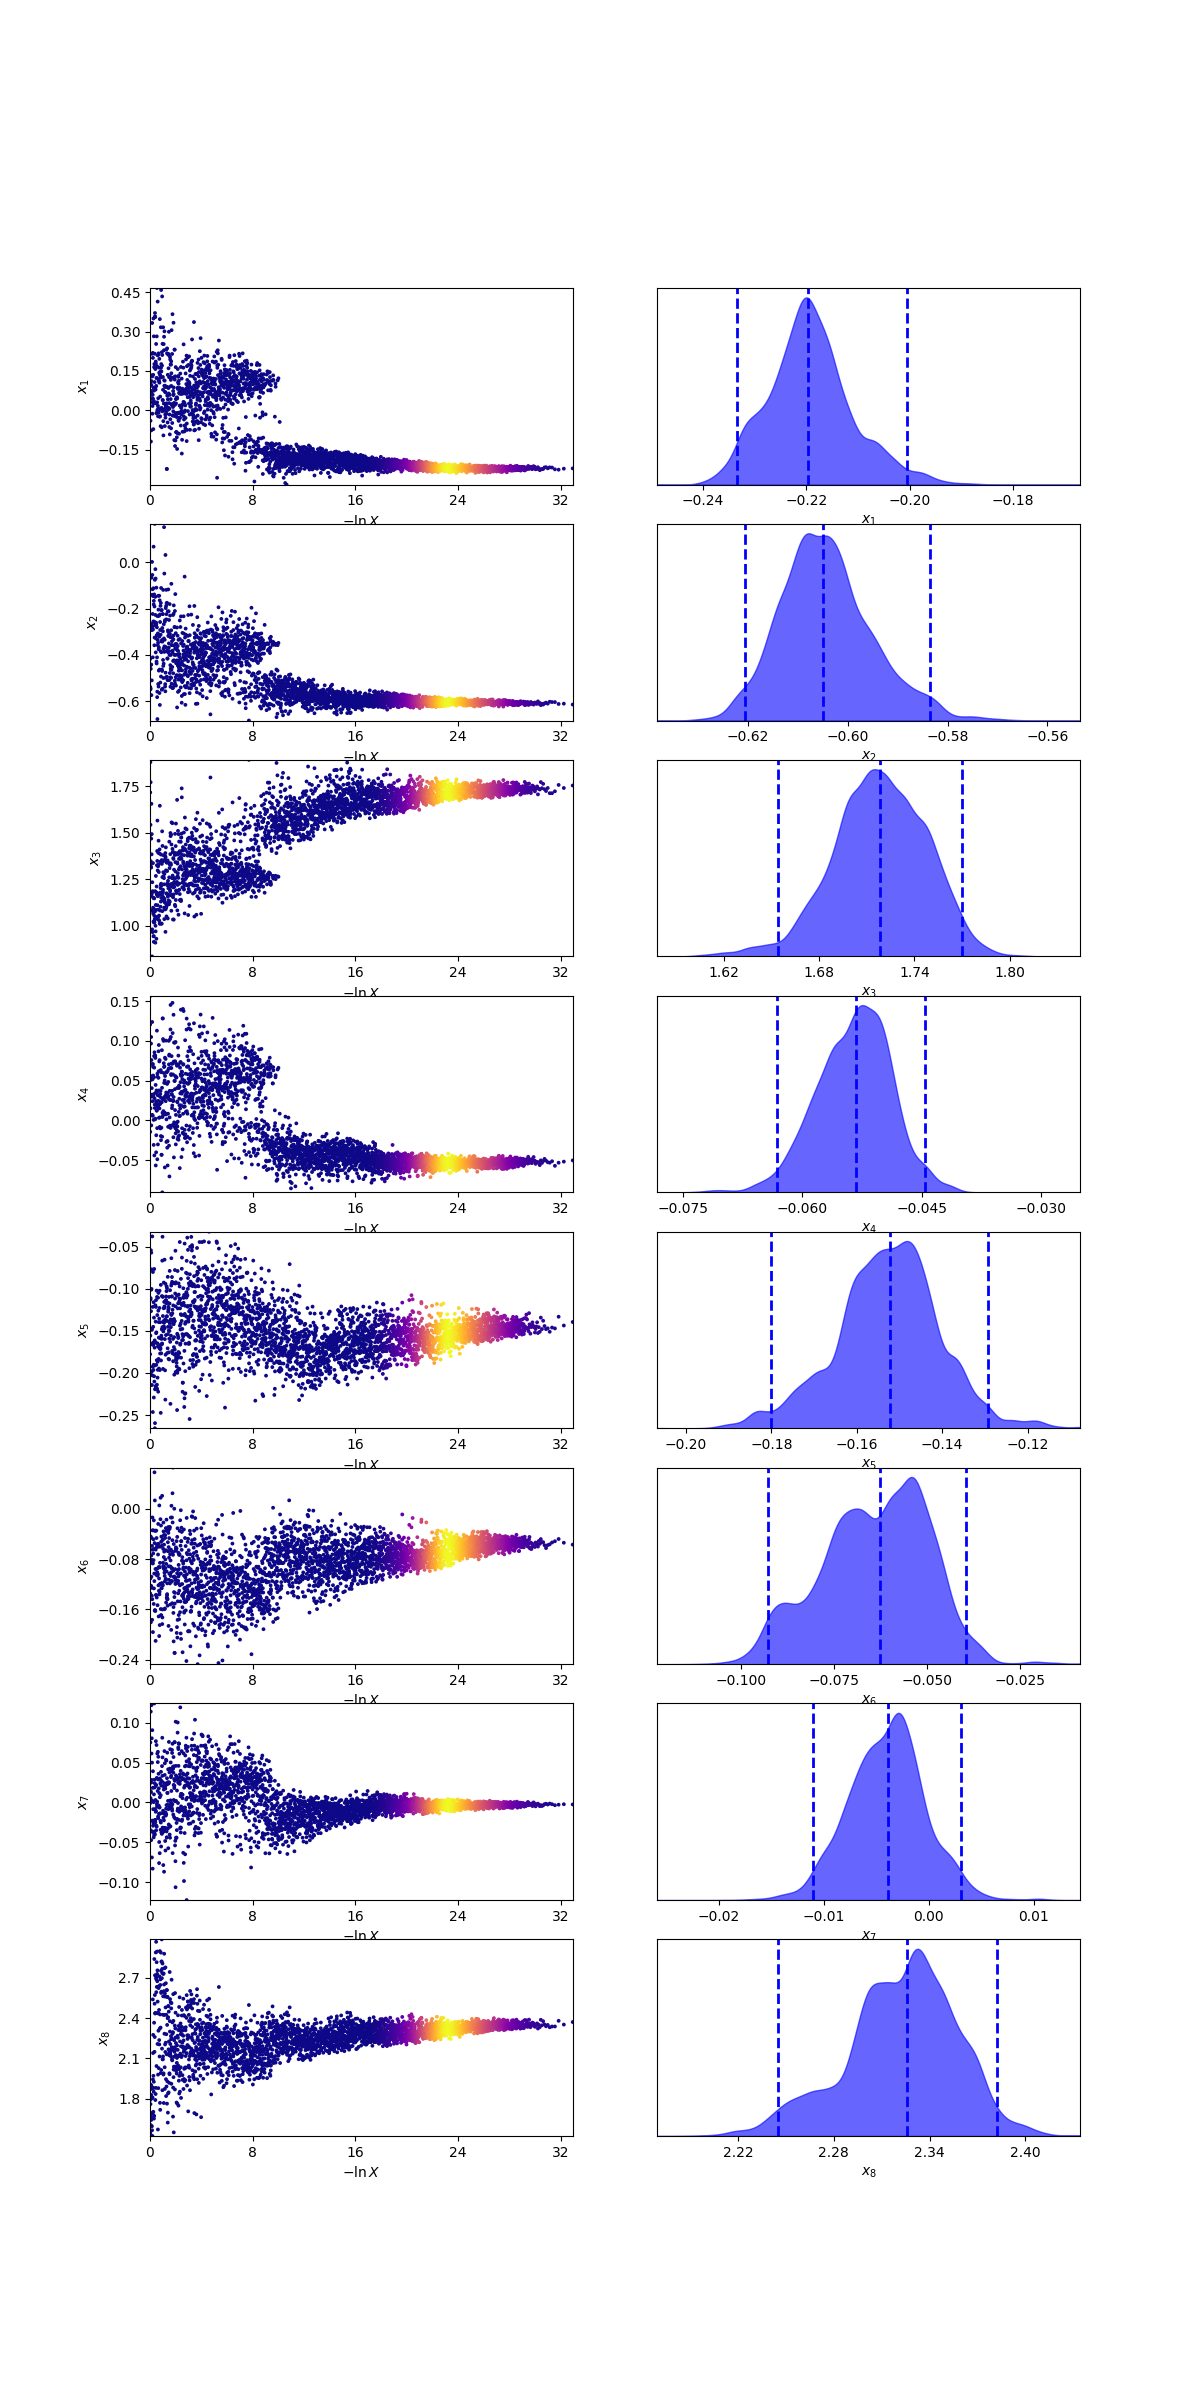 0.45
0.30
0.15
0.00
−0.15
x₁
0 8 16 24 32
−ln X
−0.24 −0.22 −0.20 −0.18
x₁
0.0
−0.2
−0.4
−0.6
x₂
0 8 16 24 32
−ln X
−0.62 −0.60 −0.58 −0.56
x₂
1.75
1.50
1.25
1.00
x₃
0 8 16 24 32
−ln X
1.62 1.68 1.74 1.80
x₃
0.15
0.10
0.05
0.00
−0.05
x₄
0 8 16 24 32
−ln X
−0.075 −0.060 −0.045 −0.030
x₄
−0.05
−0.10
−0.15
−0.20
−0.25
x₅
0 8 16 24 32
−ln X
−0.20 −0.18 −0.16 −0.14 −0.12
x₅
0.00
−0.08
−0.16
−0.24
x₆
0 8 16 24 32
−ln X
−0.100 −0.075 −0.050 −0.025
x₆
0.10
0.05
0.00
−0.05
−0.10
x₇
0 8 16 24 32
−ln X
−0.02 −0.01 0.00 0.01
x₇
2.7
2.4
2.1
1.8
x₈
0 8 16 24 32
−ln X
2.22 2.28 2.34 2.40
x₈